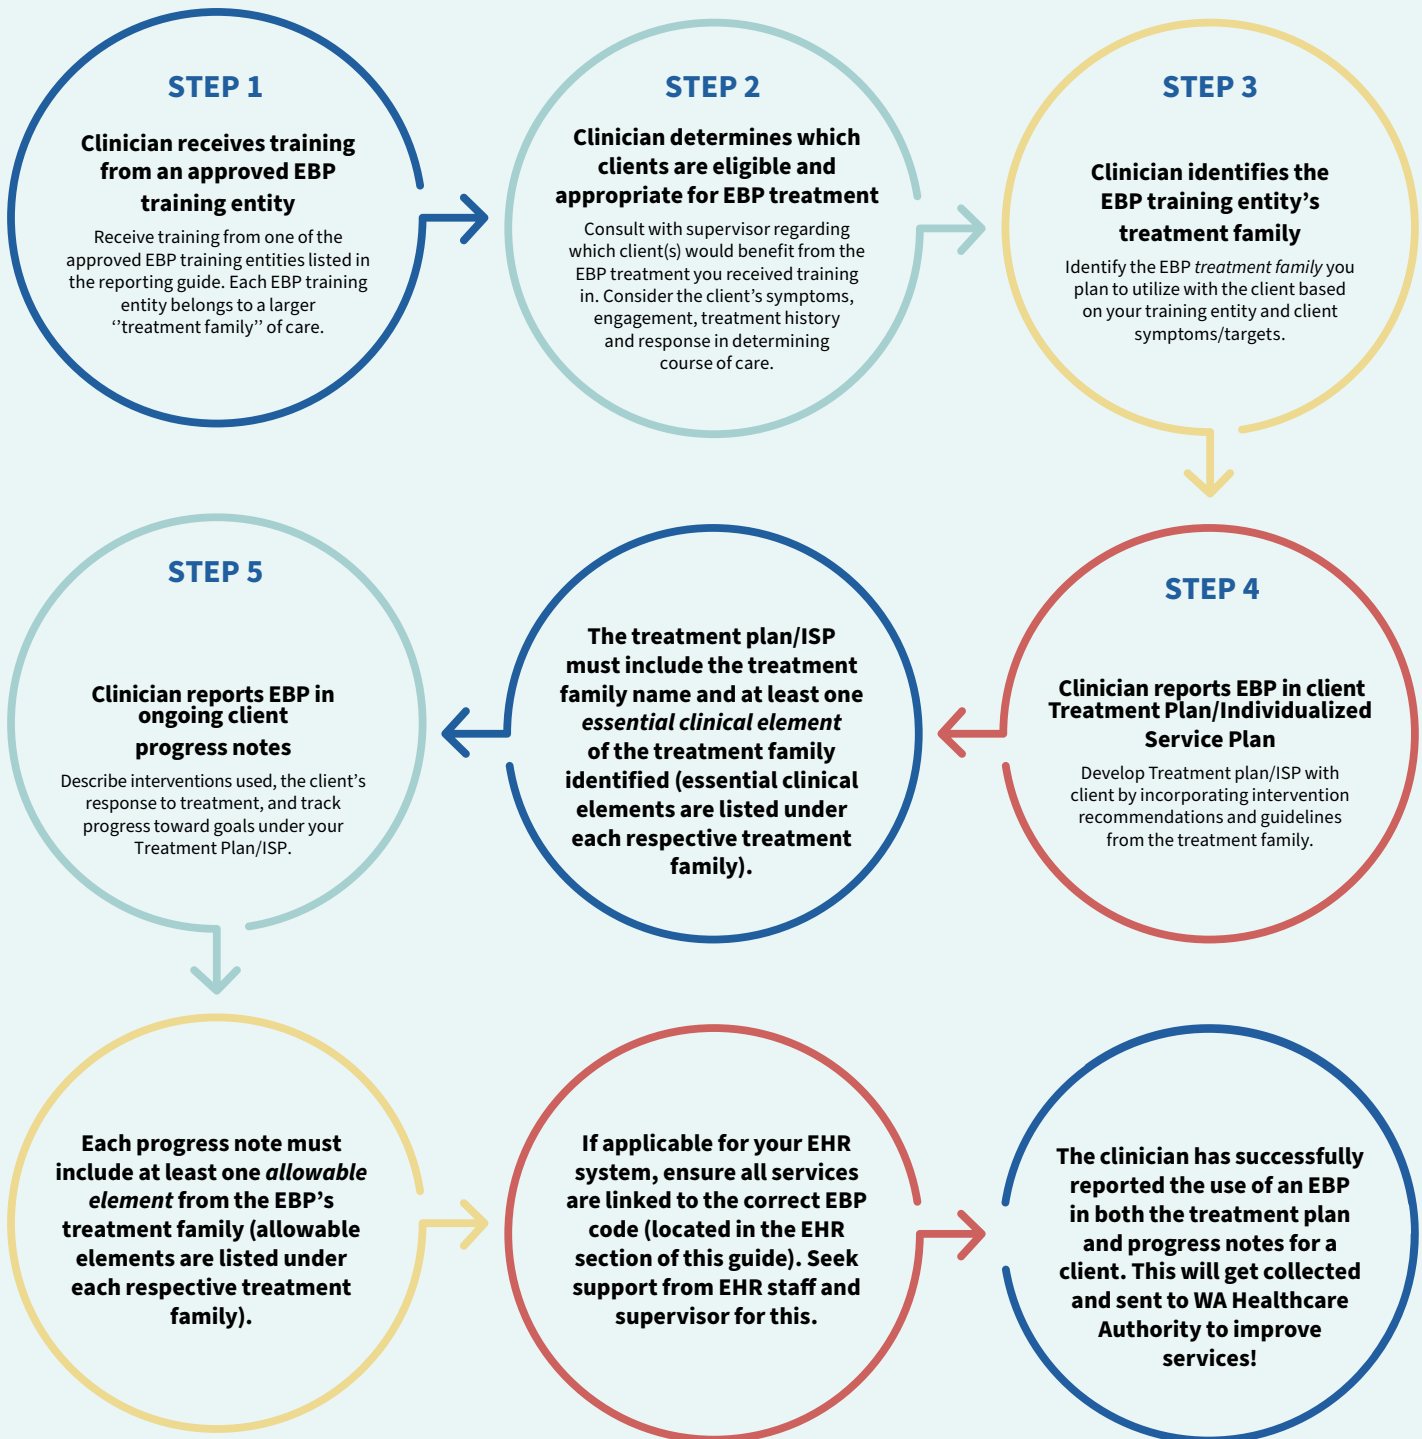 STEP 1
Clinician receives training
from an approved EBP
training entity
Receive training from one of the
approved EBP training entities listed in
the reporting guide. Each EBP training
entity belongs to a larger
‘’treatment family’’ of care.
STEP 2
Clinician determines which
clients are eligible and
appropriate for EBP treatment
Consult with supervisor regarding
which client(s) would benefit from the
EBP treatment you received training
in. Consider the client’s symptoms,
engagement, treatment history
and response in determining
course of care.
STEP 3
Clinician identifies the
EBP training entity’s
treatment family
Identify the EBP treatment family you
plan to utilize with the client based
on your training entity and client
symptoms/targets.
STEP 4
Clinician reports EBP in client
Treatment Plan/Individualized
Service Plan
Develop Treatment plan/ISP with
client by incorporating intervention
recommendations and guidelines
from the treatment family.
The treatment plan/ISP
must include the treatment
family name and at least one
essential clinical element
of the treatment family
identified (essential clinical
elements are listed under
each respective treatment
family).
STEP 5
Clinician reports EBP in
ongoing client
progress notes
Describe interventions used, the client’s
response to treatment, and track
progress toward goals under your
Treatment Plan/ISP.
Each progress note must
include at least one allowable
element from the EBP’s
treatment family (allowable
elements are listed under
each respective treatment
family).
If applicable for your EHR
system, ensure all services
are linked to the correct EBP
code (located in the EHR
section of this guide). Seek
support from EHR staff and
supervisor for this.
The clinician has successfully
reported the use of an EBP
in both the treatment plan
and progress notes for a
client. This will get collected
and sent to WA Healthcare
Authority to improve
services!